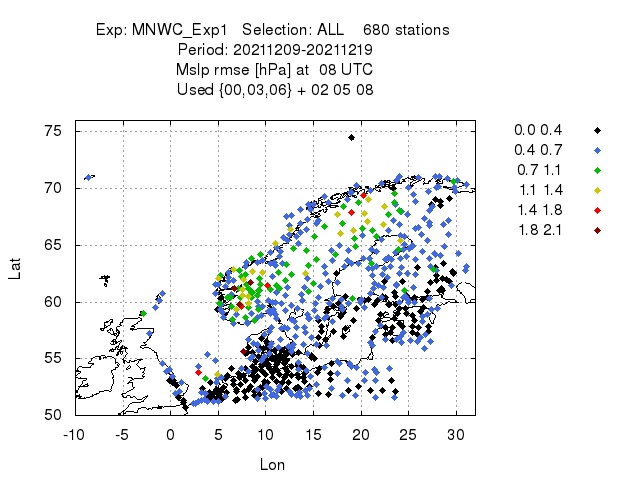 Exp: MNWC_Exp1   Selection: ALL    680 stations
Period: 20211209-20211219
Mslp rmse [hPa] at  08 UTC
Used {00,03,06} + 02 05 08
0.0 0.4
0.4 0.7
0.7 1.1
1.1 1.4
1.4 1.8
1.8 2.1
75
70
65
60
55
50
Lat
-10 -5 0 5 10 15 20 25 30
Lon